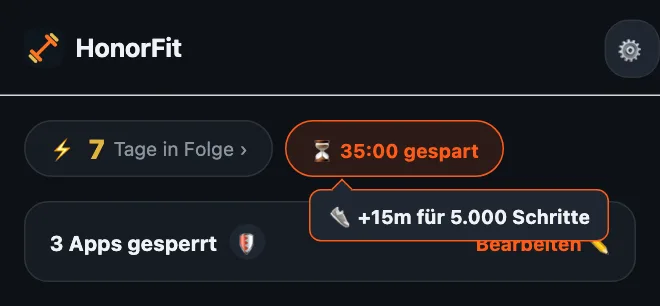 HonorFit
7 Tage in Folge ›
35:00 gespart
+15m für 5.000 Schritte
3 Apps gesperrt
Bearbeiten